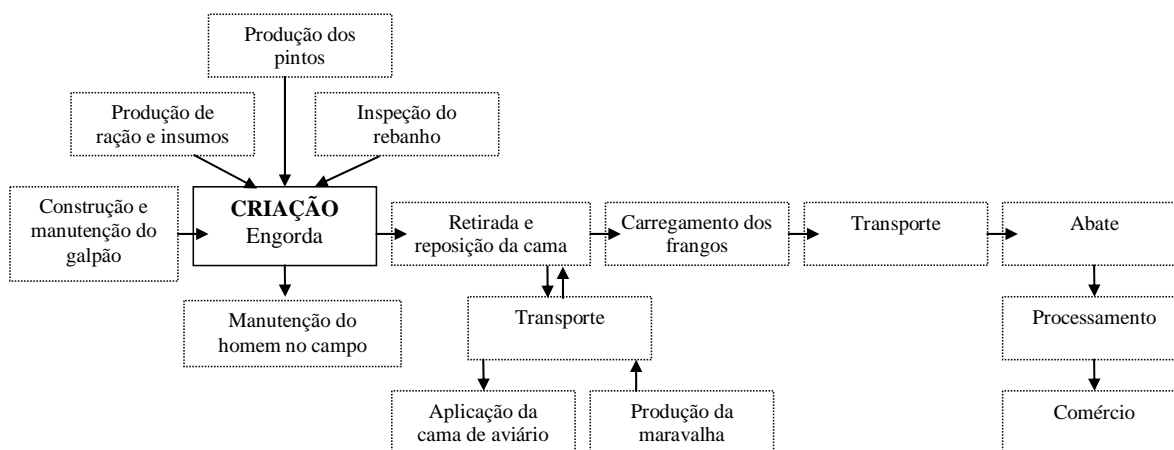 Produção dos
pintos
Produção de
ração e insumos
Inspeção do
rebanho
Construção e
manutenção do
galpão
CRIAÇÃO
Engorda
Retirada e
reposição da cama
Carregamento dos
frangos
Transporte
Abate
Manutenção do
homem no campo
Transporte
Processamento
Aplicação da
cama de aviário
Produção da
maravalha
Comércio